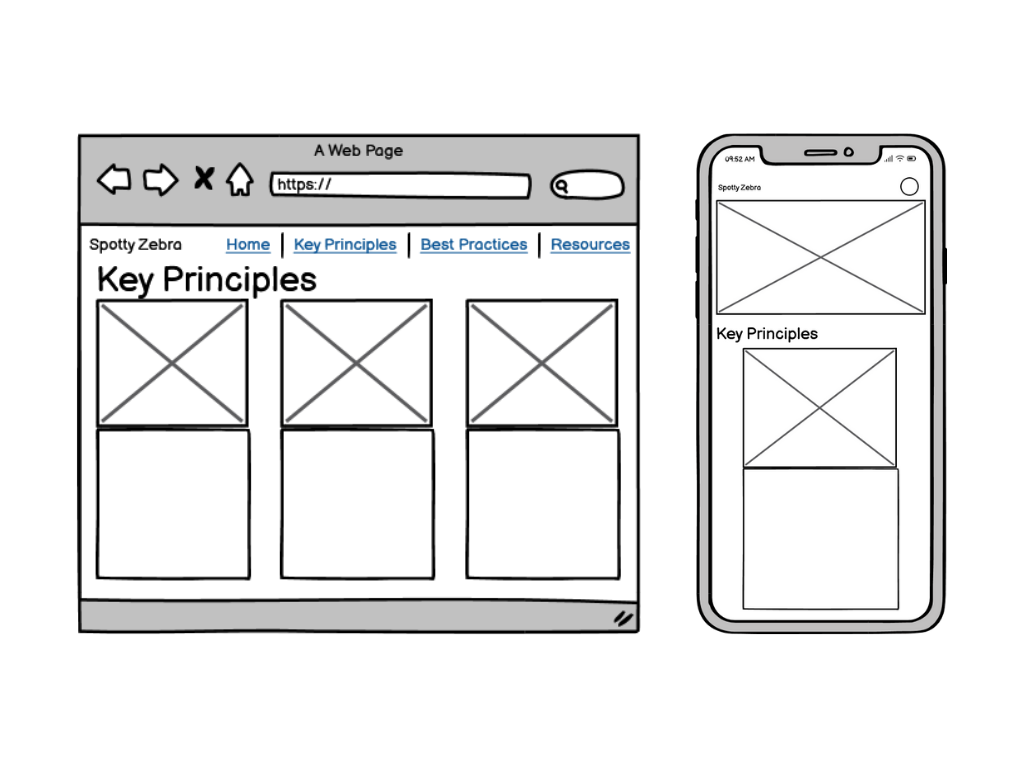 A Web Page
https://
Spotty Zebra Home Key Principles Best Practices Resources
Key Principles
09:52 AM
Spotty Zebra
Key Principles